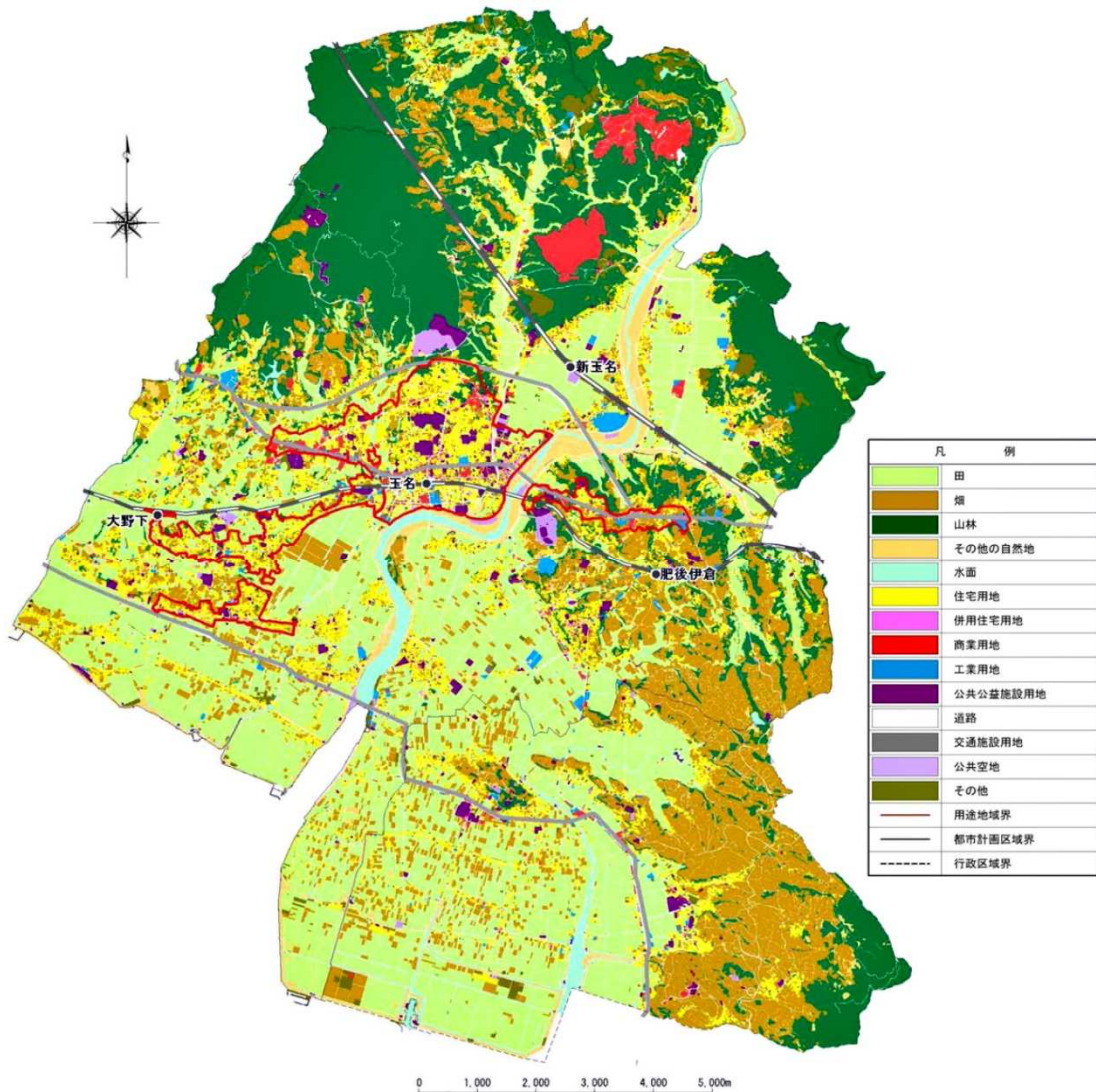 新玉名
玉名
大野下
肥後伊倉
凡 例
田
畑
山林
その他の自然地
水面
住宅用地
併用住宅用地
商業用地
工業用地
公共公益施設用地
道路
交通施設用地
公共空地
その他
用途地域界
都市計画区域界
行政区域界
0 1,000 2,000 3,000 4,000 5,000m